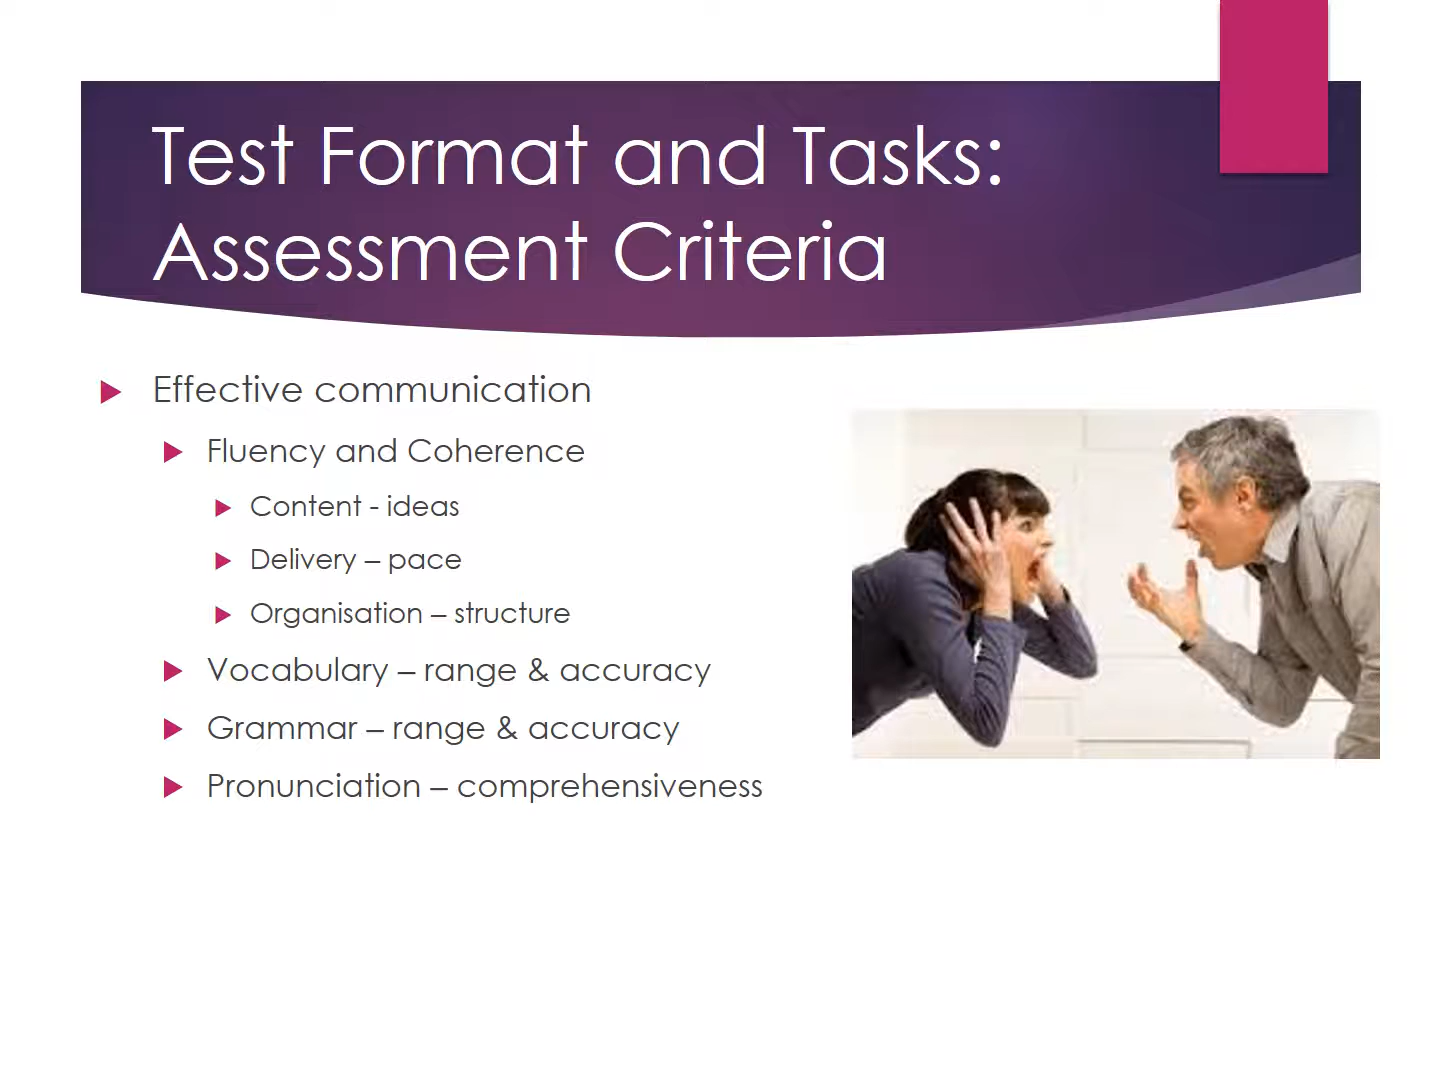 Test Format and Tasks:
Assessment Criteria
Effective communication
Fluency and Coherence
Content - ideas
Delivery – pace
Organisation – structure
Vocabulary – range & accuracy
Grammar – range & accuracy
Pronunciation – comprehensiveness